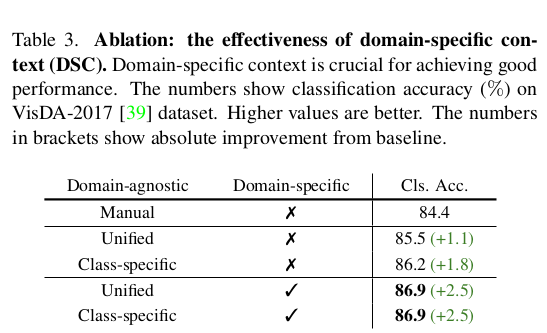 Table 3. Ablation: the effectiveness of domain-specific con-
text (DSC). Domain-specific context is crucial for achieving good
performance. The numbers show classification accuracy (%) on
VisDA-2017 [39] dataset. Higher values are better. The numbers
in brackets show absolute improvement from baseline.
Domain-agnostic Domain-specific Cls. Acc.
Manual ✗ 84.4
Unified ✗ 85.5 (+1.1)
Class-specific ✗ 86.2 (+1.8)
Unified ✓ 86.9 (+2.5)
Class-specific ✓ 86.9 (+2.5)